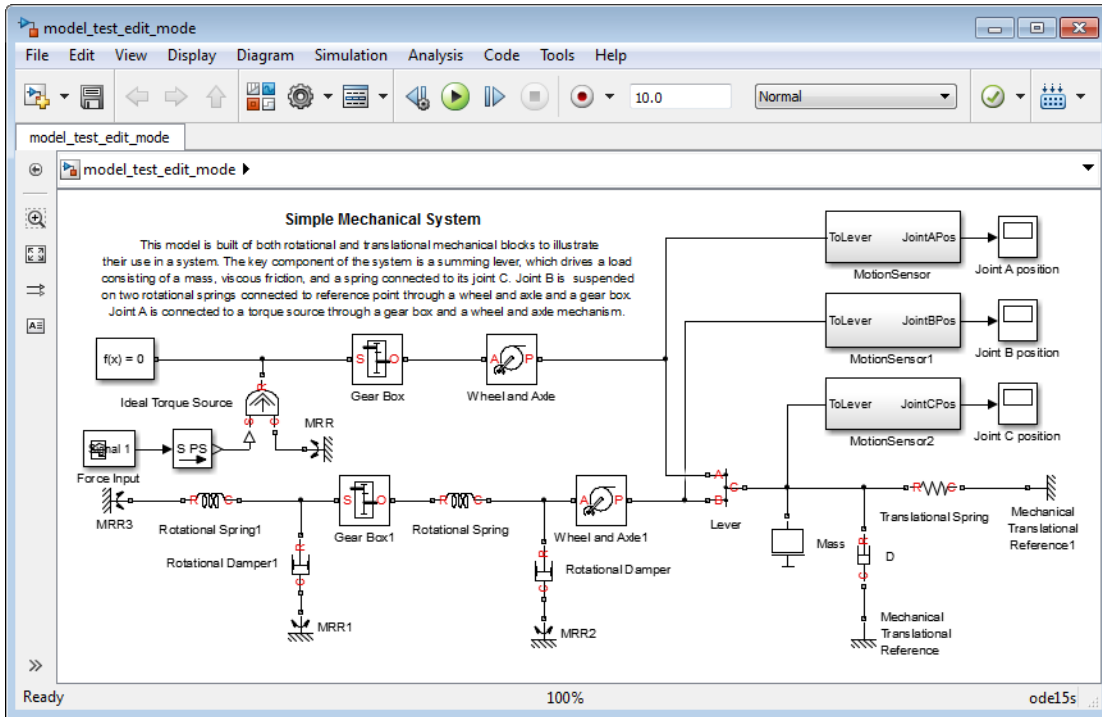 model_test_edit_mode
File Edit View Display Diagram Simulation Analysis Code Tools Help
10.0 Normal
model_test_edit_mode
model_test_edit_mode
Simple Mechanical System
This model is built of both rotational and translational mechanical blocks to illustrate
their use in a system. The key component of the system is a summing lever, which drives a load
consisting of a mass, viscous friction, and a spring connected to its joint C. Joint B is suspended
on two rotational springs connected to reference point through a wheel and axle and a gear box.
Joint A is connected to a torque source through a gear box and a wheel and axle mechanism.
ToLever JointAPos
MotionSensor
Joint A position
ToLever JointBPos
MotionSensor1
Joint B position
ToLever JointCPos
MotionSensor2
Joint C position
f(x) = 0
S O
Gear Box
A P
Wheel and Axle
R
S C
Ideal Torque Source
MRR
Signal 1
Force Input
S PS
MRR3
R C
Rotational Spring1
S O
Gear Box1
R C
Rotational Spring
A P
Wheel and Axle1
A
B
C
Lever
R C
Translational Spring
Mechanical
Translational
Reference1
Mass
R
C
D
Rotational Damper1
R
C
MRR1
Rotational Damper
R
C
MRR2
Mechanical
Translational
Reference
Ready 100% ode15s